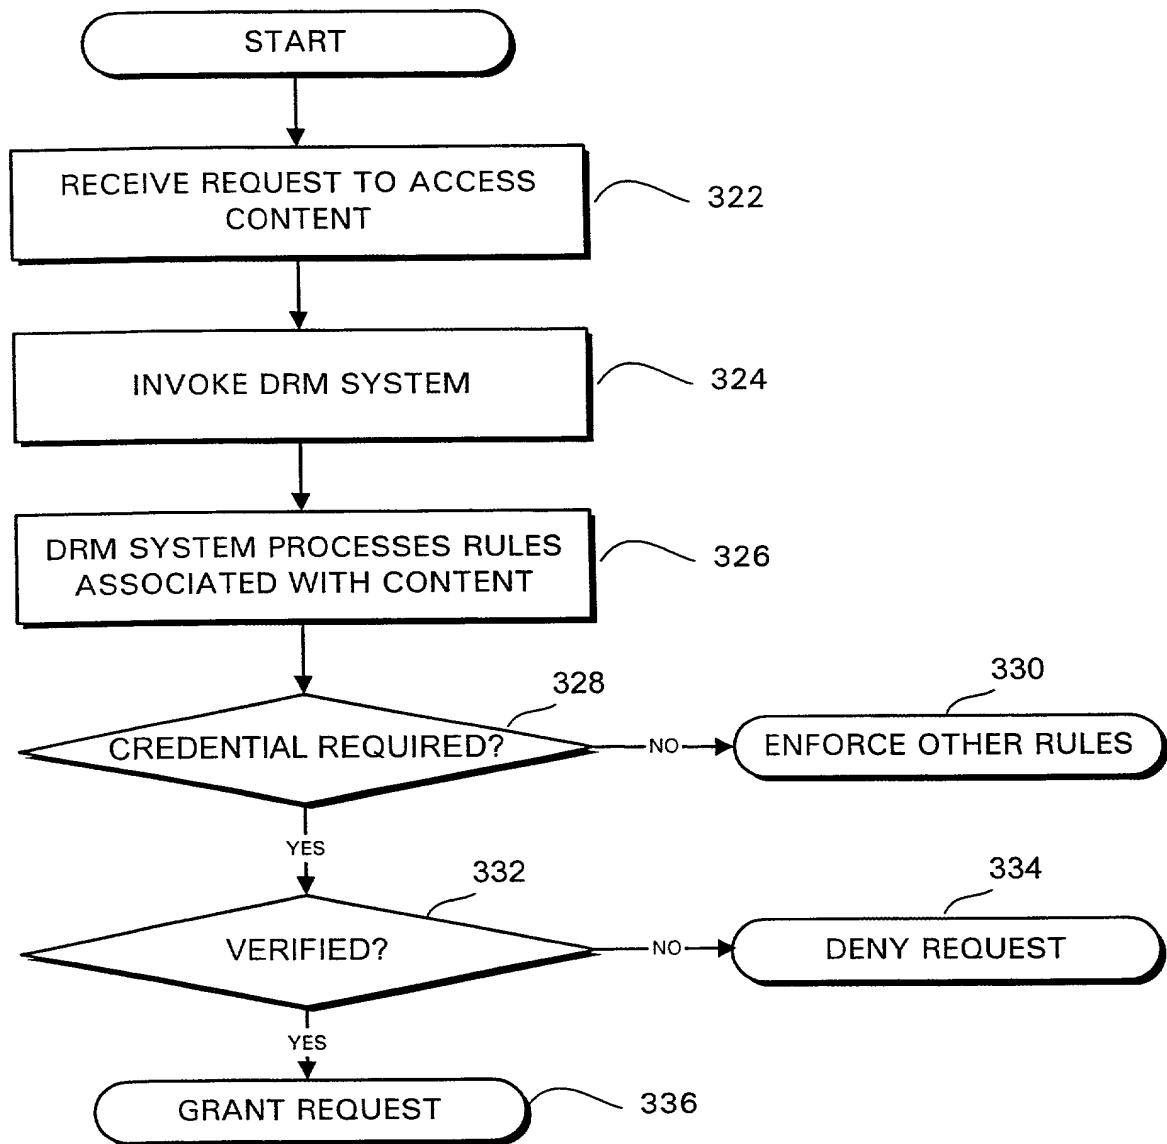 START
RECEIVE REQUEST TO ACCESS
CONTENT
322
INVOKE DRM SYSTEM
324
DRM SYSTEM PROCESSES RULES
ASSOCIATED WITH CONTENT
326
328
CREDENTIAL REQUIRED?
NO
330
ENFORCE OTHER RULES
YES
332
VERIFIED?
NO
334
DENY REQUEST
YES
GRANT REQUEST
336